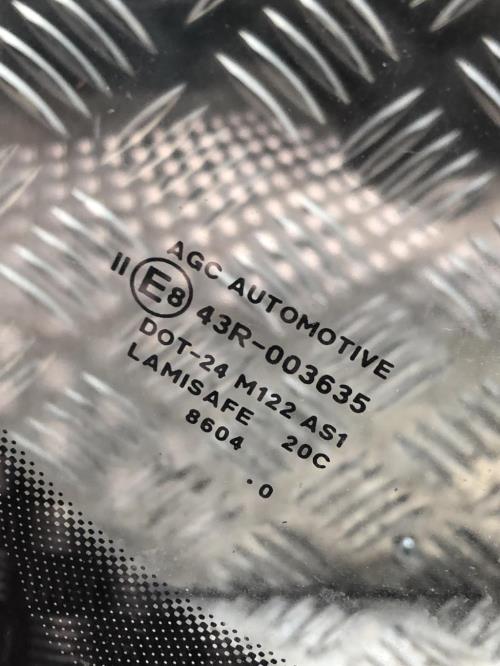 AGC AUTOMOTIVE
II E8 43R-003635
DOT-24 M122 AS1
LAMISAFE 20C
8604
.0